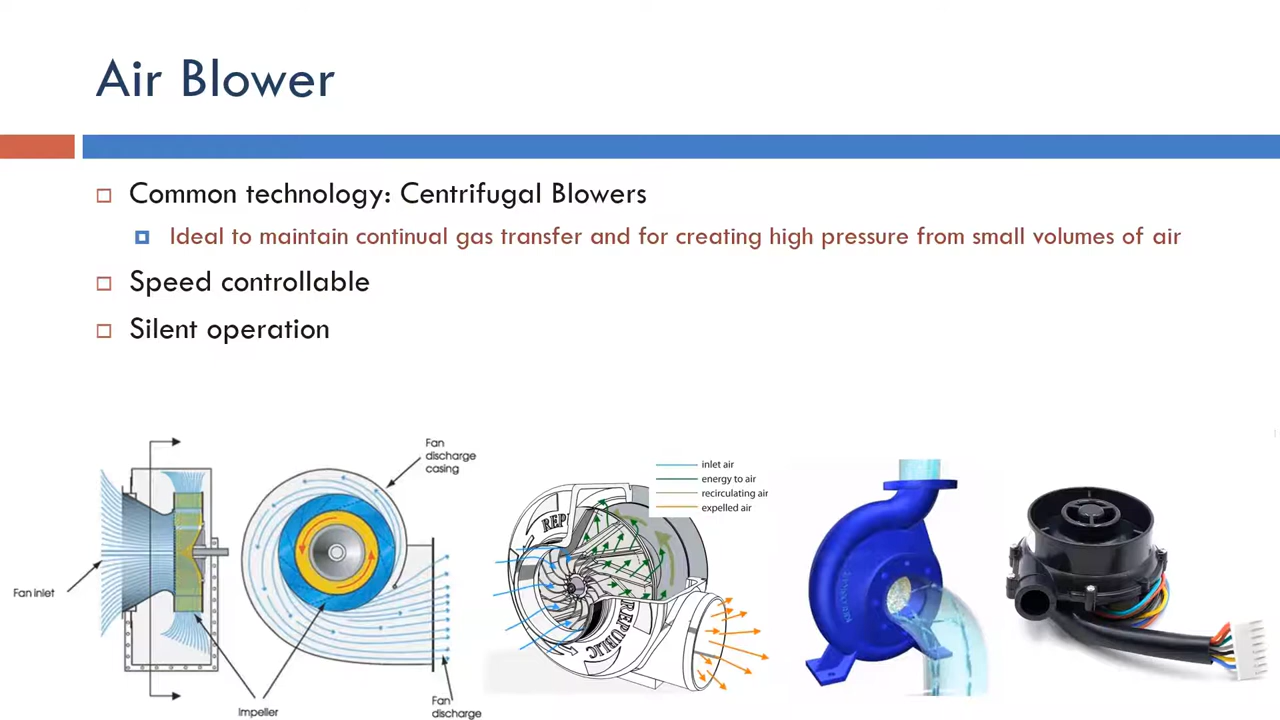 Air Blower
Common technology: Centrifugal Blowers
Ideal to maintain continual gas transfer and for creating high pressure from small volumes of air
Speed controllable
Silent operation
Fan
discharge
casing
Fan inlet
Impeller
Fan
discharge
inlet air
energy to air
recirculating air
expelled air
REP
REPUBLIC